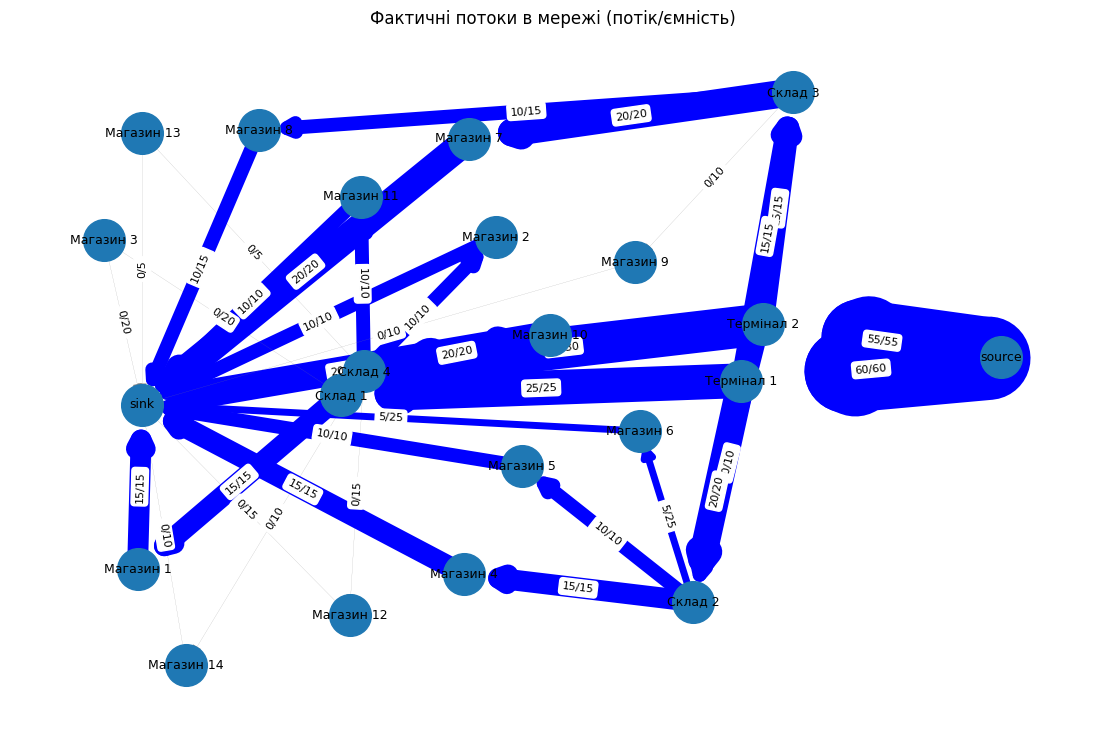 Фактичні потоки в мережі (потік/ємність)
Склад 3
10/15
20/20
Магазин 13
Магазин 8
Магазин 7
0/10
Магазин 11
15/15
Магазин 3
Магазин 2
15/15
0/5
0/5
Магазин 9
10/15
20/20
10/10
10/10
0/20
0/20
10/10
10/10
0/10
Термінал 2
Магазин 10
55/55
20/20
source
60/60
Склад 4
Термінал 1
25/25
Склад 1
sink
5/25
Магазин 6
10/10
Магазин 5
15/15
15/15
15/15
0/15
20/20
0/15
0/10
5/25
0/10
10/10
Магазин 1
Магазин 4
15/15
Склад 2
Магазин 12
Магазин 14